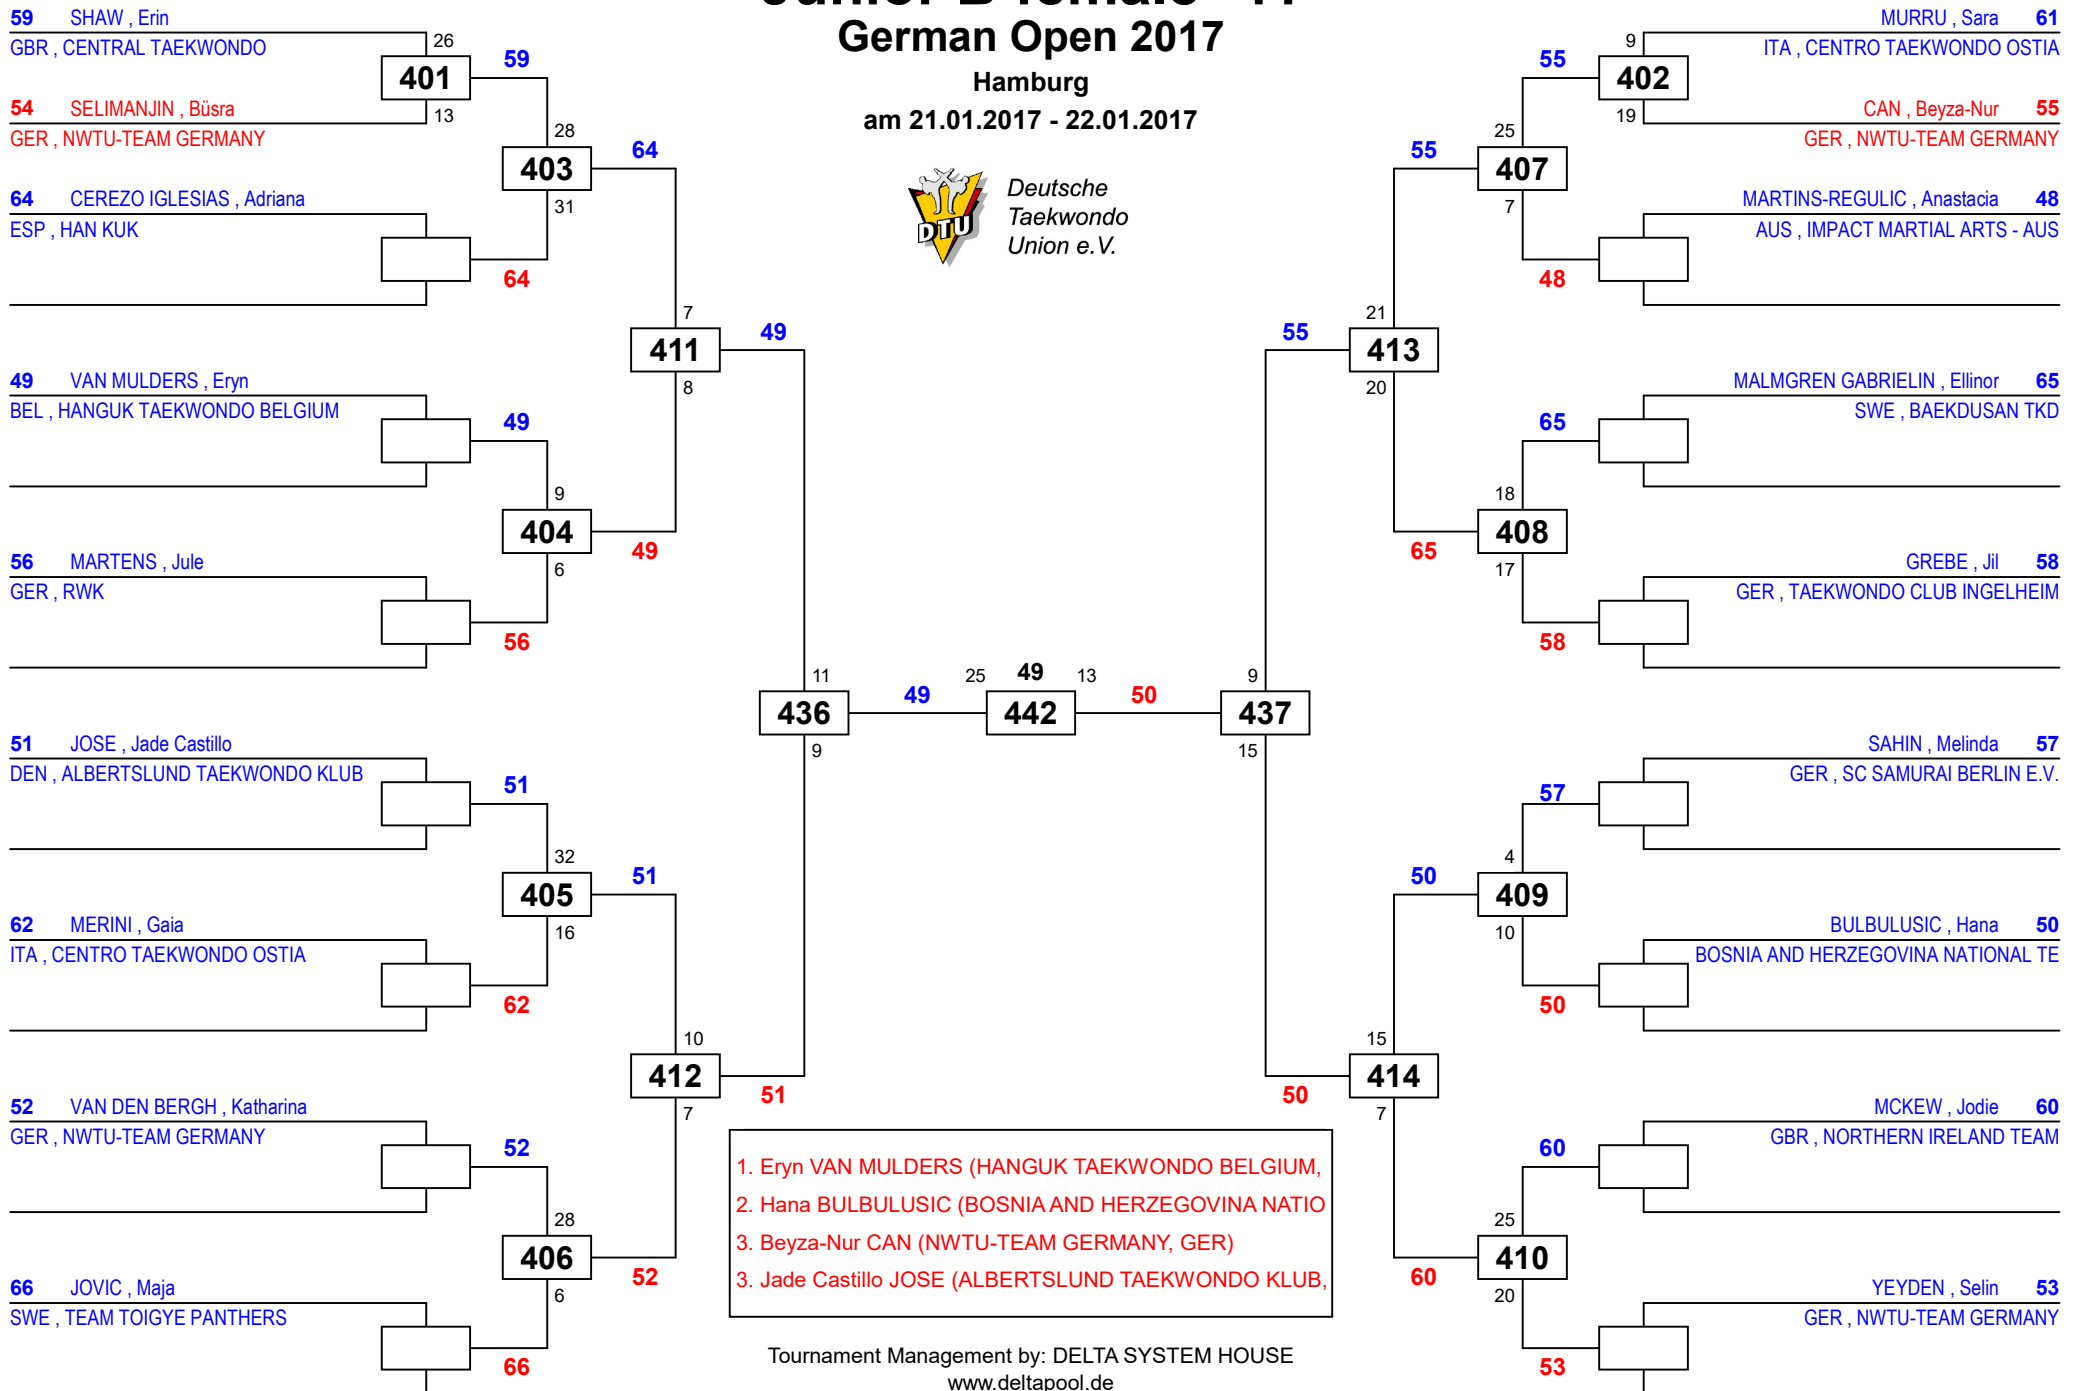 German Open 2017
Hamburg
am 21.01.2017 - 22.01.2017
DTU
Deutsche
Taekwondo
Union e.V.
59 SHAW , Erin
GBR , CENTRAL TAEKWONDO
26
401
59
13
54 SELIMANJIN , Büsra
GER , NWTU-TEAM GERMANY
28
403
64
31
64 CEREZO IGLESIAS , Adriana
ESP , HAN KUK
64
7
411
49
8
49 VAN MULDERS , Eryn
BEL , HANGUK TAEKWONDO BELGIUM
49
9
404
49
6
56 MARTENS , Jule
GER , RWK
56
11
436
49
9
51 JOSE , Jade Castillo
DEN , ALBERTSLUND TAEKWONDO KLUB
51
32
405
51
16
62 MERINI , Gaia
ITA , CENTRO TAEKWONDO OSTIA
62
10
412
51
7
52 VAN DEN BERGH , Katharina
GER , NWTU-TEAM GERMANY
52
28
406
52
6
66 JOVIC , Maja
SWE , TEAM TOIGYE PANTHERS
66
25 49 13
442
50
MURRU , Sara 61
ITA , CENTRO TAEKWONDO OSTIA
9
55
402
19
CAN , Beyza-Nur 55
GER , NWTU-TEAM GERMANY
25
55
407
7
MARTINS-REGULIC , Anastacia 48
AUS , IMPACT MARTIAL ARTS - AUS
48
21
55
413
20
MALMGREN GABRIELIN , Ellinor 65
SWE , BAEKDUSAN TKD
65
18
408
65
17
GREBE , Jil 58
GER , TAEKWONDO CLUB INGELHEIM
58
9
437
15
SAHIN , Melinda 57
GER , SC SAMURAI BERLIN E.V.
57
4
50
409
10
BULBULUSIC , Hana 50
BOSNIA AND HERZEGOVINA NATIONAL TE
50
15
414
50
7
MCKEW , Jodie 60
GBR , NORTHERN IRELAND TEAM
60
25
410
60
20
YEYDEN , Selin 53
GER , NWTU-TEAM GERMANY
53
1. Eryn VAN MULDERS (HANGUK TAEKWONDO BELGIUM,
2. Hana BULBULUSIC (BOSNIA AND HERZEGOVINA NATIO
3. Beyza-Nur CAN (NWTU-TEAM GERMANY, GER)
3. Jade Castillo JOSE (ALBERTSLUND TAEKWONDO KLUB,
Tournament Management by: DELTA SYSTEM HOUSE
www.deltapool.de